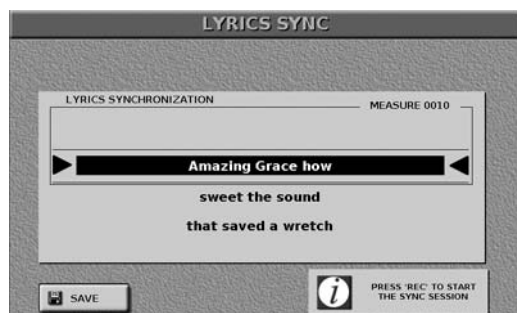 LYRICS SYNC
LYRICS SYNCHRONIZATION
MEASURE 0010
Amazing Grace how
sweet the sound
that saved a wretch
SAVE
i
PRESS 'REC' TO START
THE SYNC SESSION